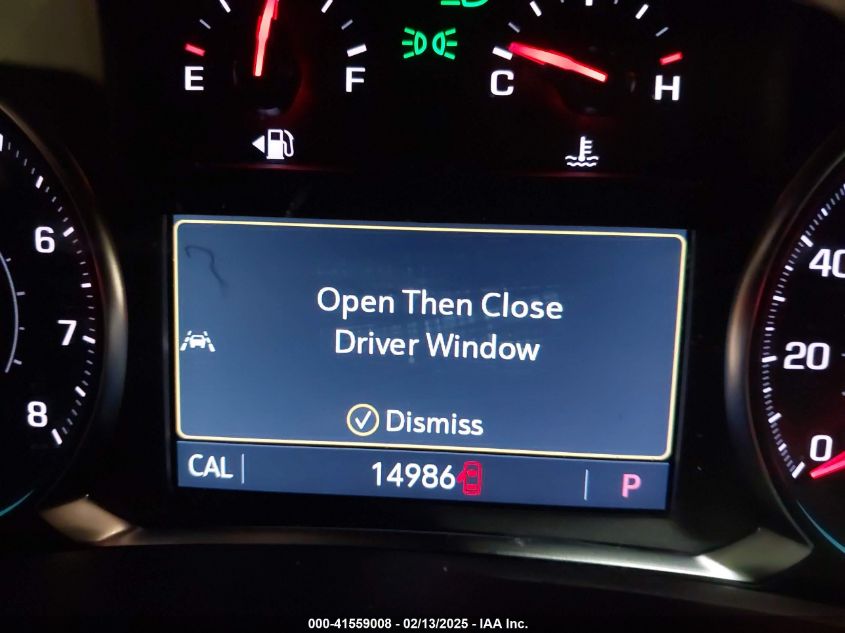 E F C H
6
7
8
40
20
0
Open Then Close
Driver Window
Dismiss
CAL 14986 P
000-41559008 - 02/13/2025 - IAA Inc.